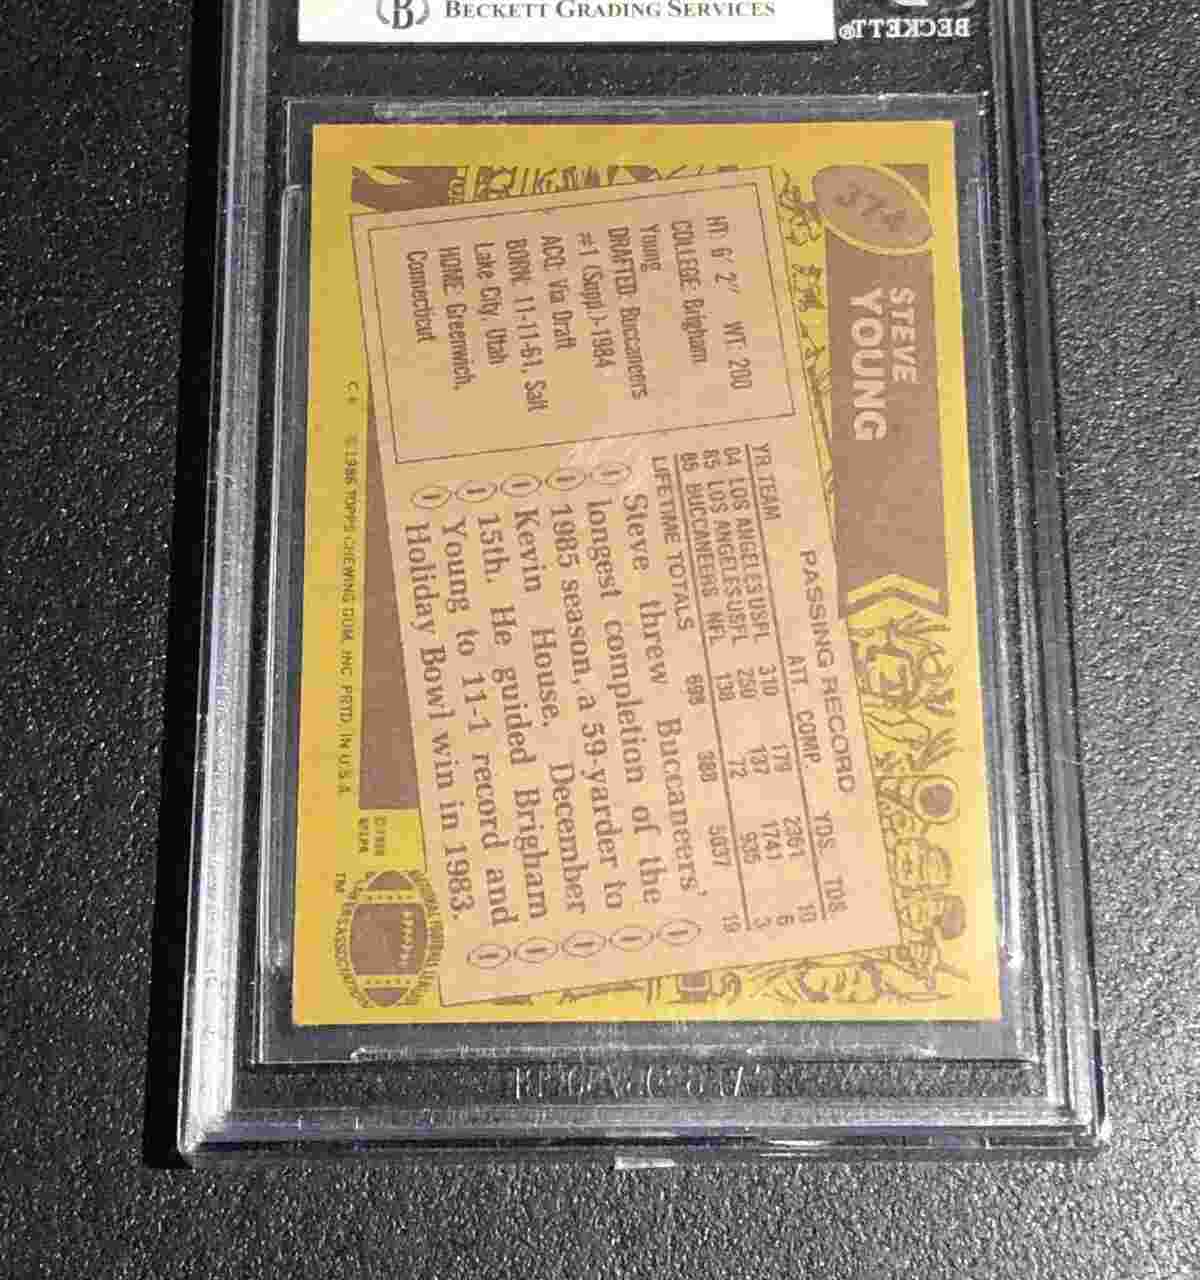 BECKETT GRADING SERVICES
BECKETT®
374
STEVE
YOUNG
HT: 6' 2" WT: 200
COLLEGE: Brigham
Young
DRAFTED: Buccaneers
#1 (Suppl.)-1984
ACQ: Via Draft
BORN: 11-11-61, Salt
Lake City, Utah
HOME: Greenwich,
Connecticut
PASSING RECORD
YR. TEAM ATT. COMP. YDS. TDS.
84 LOS ANGELES USFL 310 179 2361 10
85 LOS ANGELES USFL 250 137 1741 6
85 BUCCANEERS NFL 138 72 935 3
LIFETIME TOTALS 698 388 5037 19
Steve threw Buccaneers'
longest completion of the
1985 season, a 59-yarder to
Kevin House, December
15th. He guided Brigham
Young to 11-1 record and
Holiday Bowl win in 1983.
©1986 TOPPS CHEWING GUM, INC. PRTD. IN U.S.A.
TM